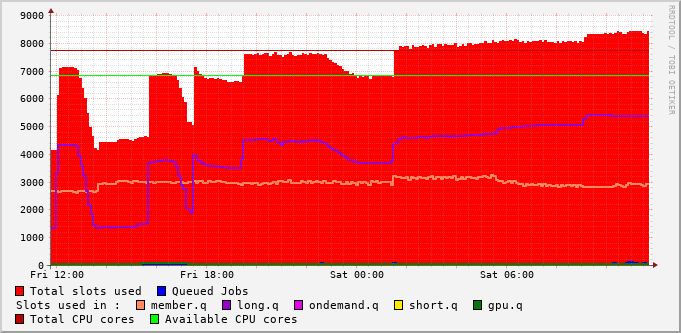 9000
8000
7000
6000
5000
4000
3000
2000
1000
0
Fri 12:00 Fri 18:00 Sat 00:00 Sat 06:00
Total slots used Queued Jobs
Slots used in : member.q long.q ondemand.q short.q gpu.q
Total CPU cores Available CPU cores
RRDTOOL / TOBI OETIKER